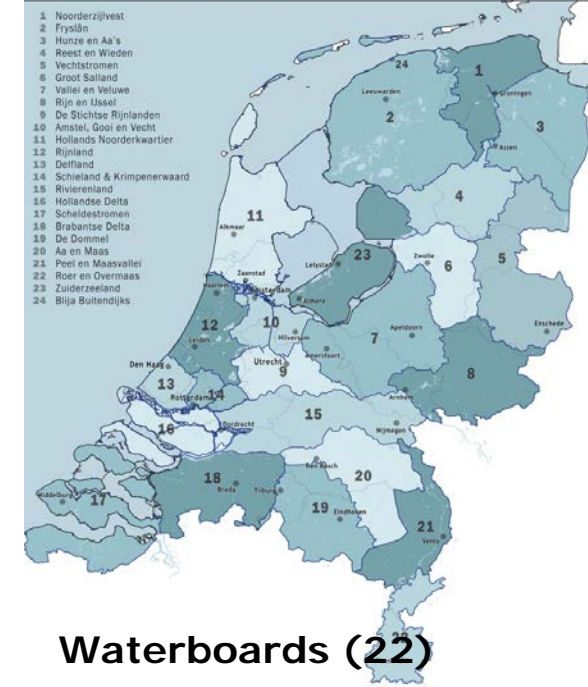 1 Noorderzijlvest
2 Fryslân
3 Hunze en Aa's
4 Reest en Wieden
5 Vechtstromen
6 Groot Salland
7 Vallei en Veluwe
8 Rijn en IJssel
9 De Stichtse Rijnlanden
10 Amstel, Gooi en Vecht
11 Hollands Noorderkwartier
12 Rijnland
13 Delfland
14 Schieland & Krimpenerwaard
15 Rivierenland
16 Hollandse Delta
17 Scheldestromen
18 Brabantse Delta
19 De Dommel
20 Aa en Maas
21 Peel en Maasvallei
22 Roer en Overmaas
23 Zuiderzeeland
24 Blija Buitendijks
24
1
Leeuwarden
Groningen
2
3
Assen
4
11
Alkmaar
23
Lelystad
Zwolle
6
5
Zaanstad
Haarlem
Amsterdam
Almere
12
10
Hilversum
7
Apeldoorn
Enschede
Leiden
Amersfoort
Den Haag
Utrecht
9
8
13
14
Rotterdam
Arnhem
15
16
Dordrecht
Nijmegen
Den Bosch
20
18
Breda
Tilburg
Middelburg
17
19
Eindhoven
21
Venlo
22
Waterboards (22)